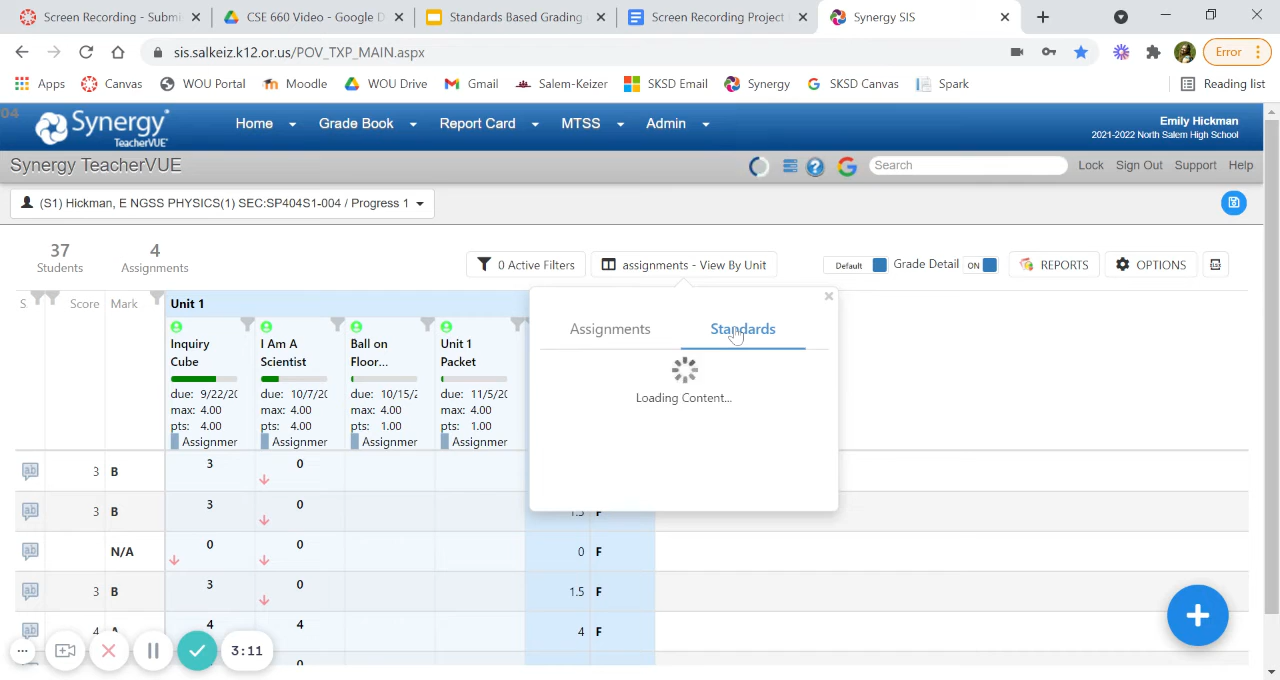 Screen Recording - Submi
CSE 660 Video - Google D
Standards Based Grading
Screen Recording Project
Synergy SIS
sis.salkeiz.k12.or.us/POV_TXP_MAIN.aspx
Error
Apps
Canvas
WOU Portal
Moodle
WOU Drive
Gmail
Salem-Keizer
SKSD Email
Synergy
SKSD Canvas
Spark
Reading list
04
Synergy
TeacherVUE
Home
Grade Book
Report Card
MTSS
Admin
Emily Hickman
2021-2022 North Salem High School
Synergy TeacherVUE
Search
Lock
Sign Out
Support
Help
(S1) Hickman, E NGSS PHYSICS(1) SEC:SP404S1-004 / Progress 1
37
Students
4
Assignments
0 Active Filters
assignments - View By Unit
Default
Grade Detail
ON
REPORTS
OPTIONS
S
Score
Mark
Unit 1
Inquiry
Cube
due: 9/22/20
max: 4.00
pts: 4.00
Assignmer
I Am A
Scientist
due: 10/7/20
max: 4.00
pts: 4.00
Assignmer
Ball on
Floor...
due: 10/15/2
max: 4.00
pts: 1.00
Assignmer
Unit 1
Packet
due: 11/5/20
max: 4.00
pts: 1.00
Assignmer
Assignments
Standards
Loading Content...
3 B 3 0
3 B 3 0 1.5 F
N/A 0 0 0 F
3 B 3 0 1.5 F
4 A 4 4 4 F
0
3:11